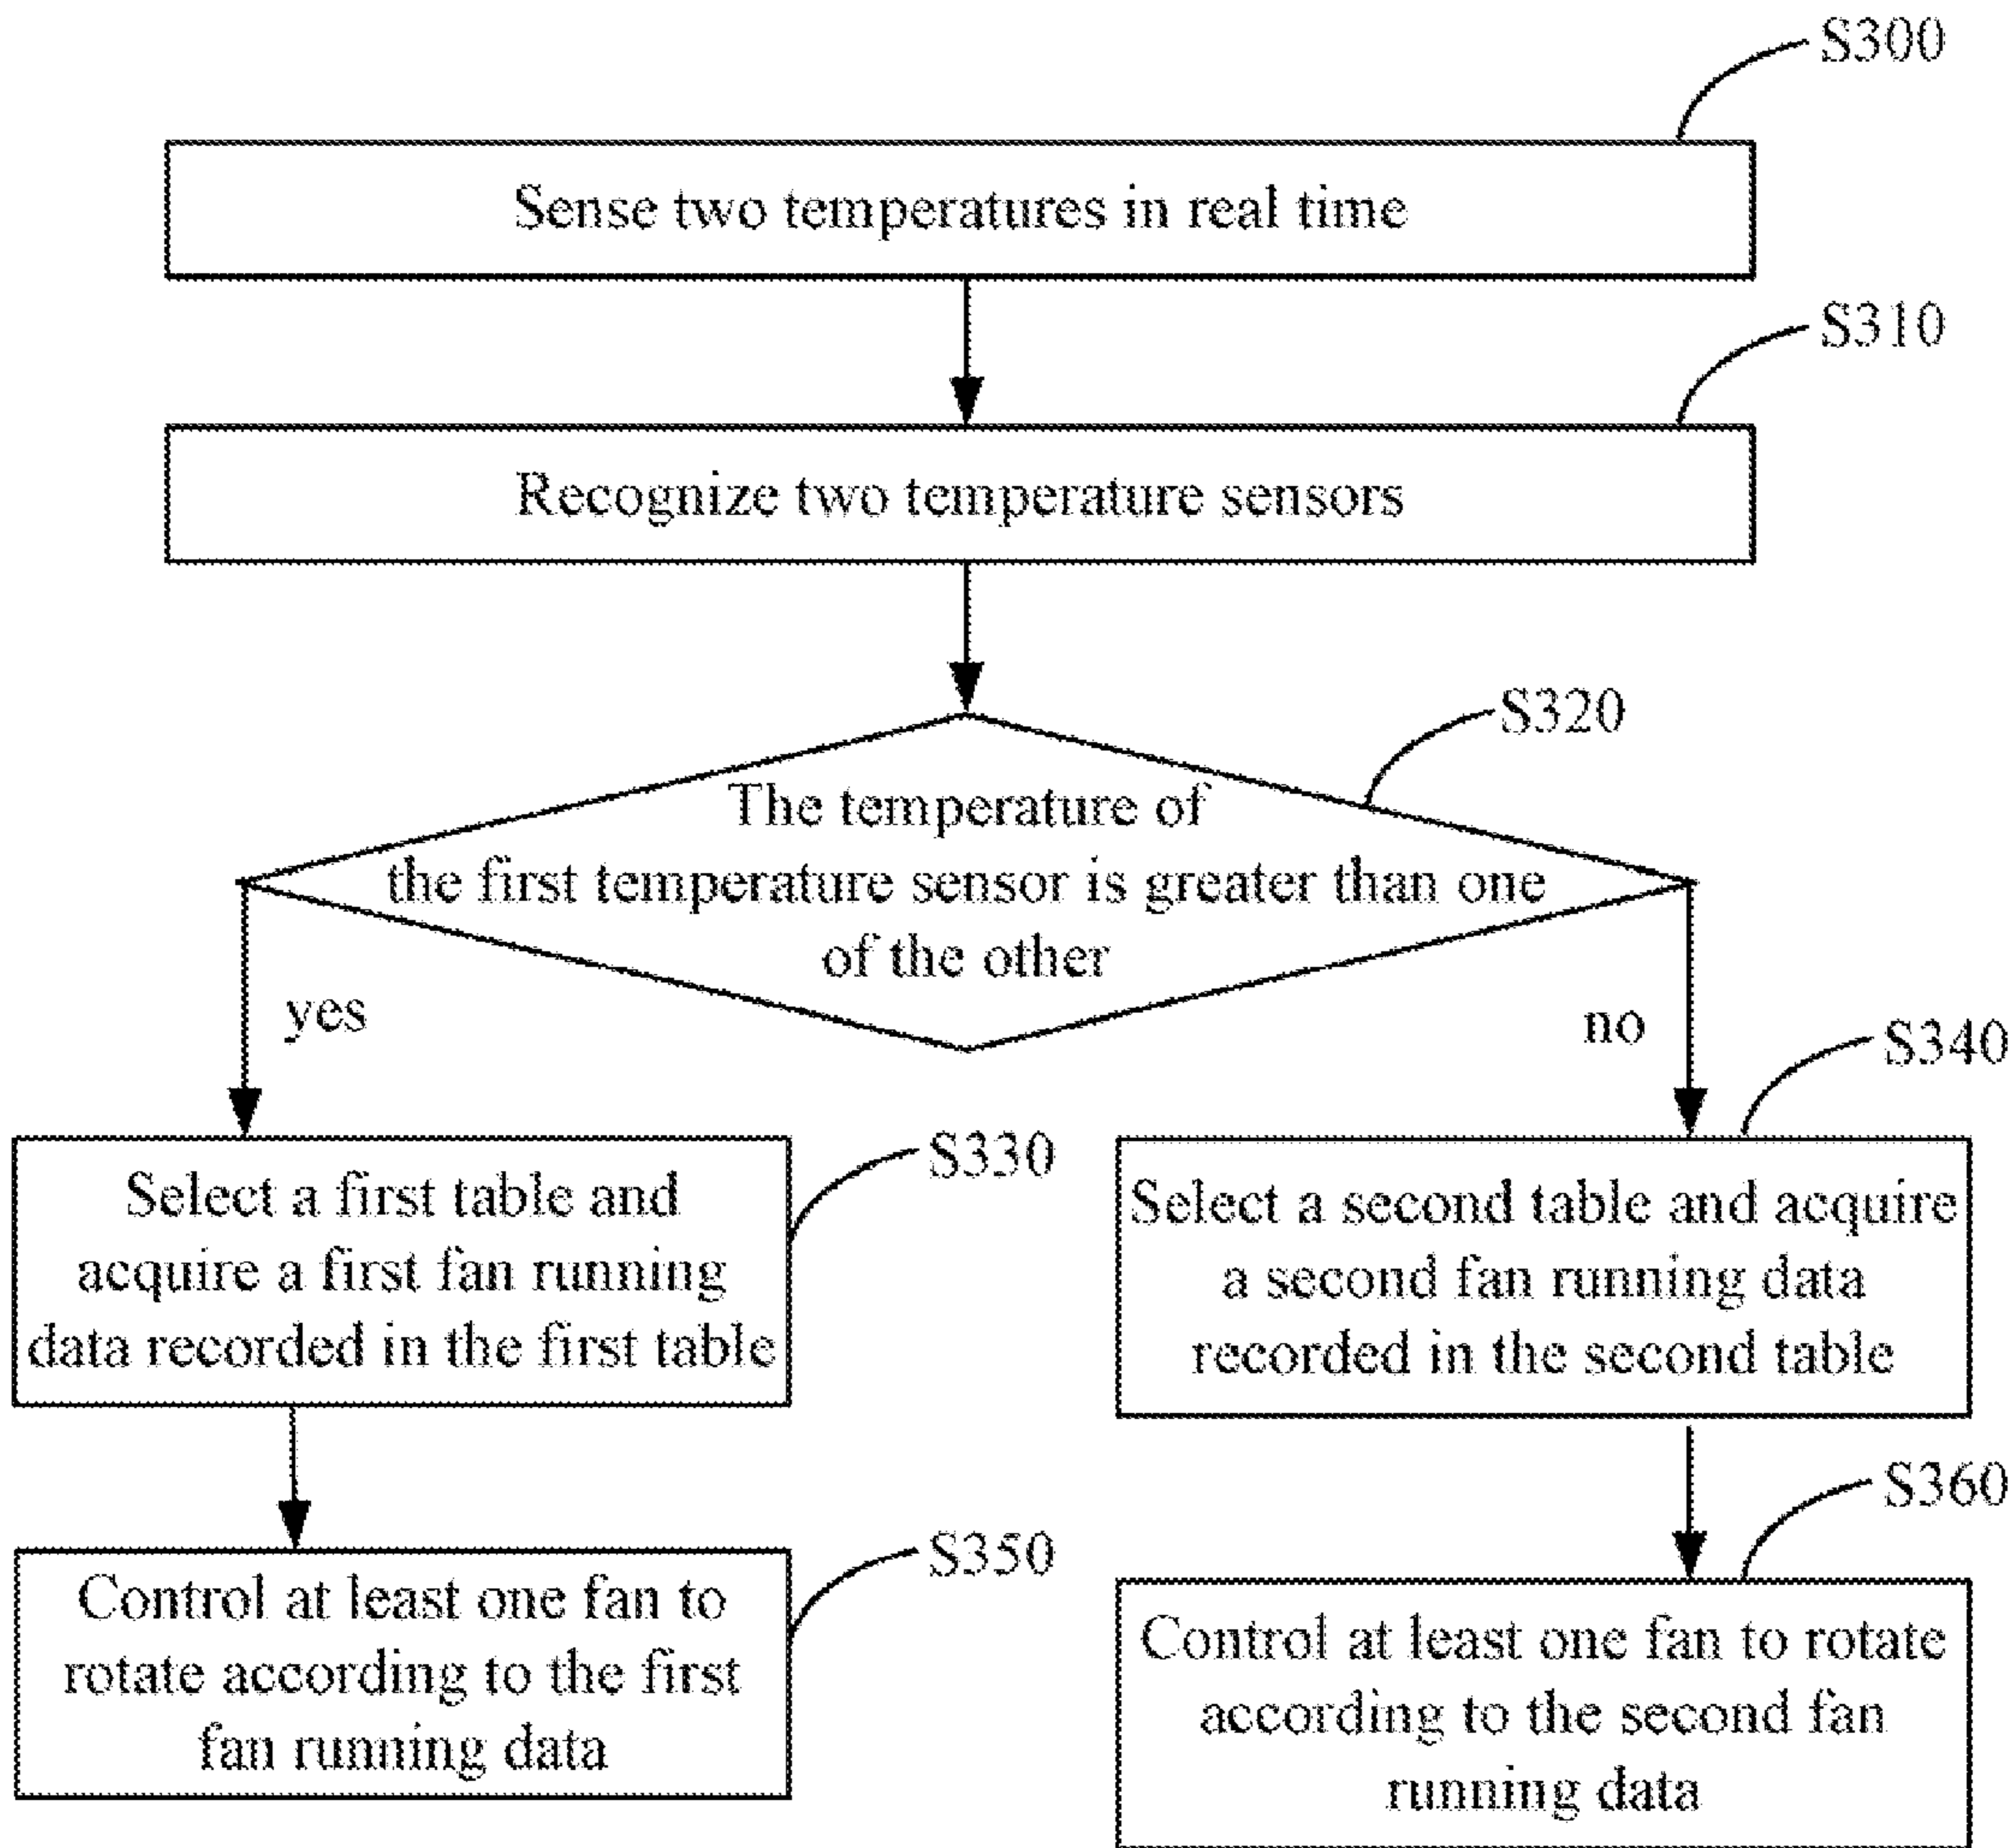 S300
Sense two temperatures in real time
S310
Recognize two temperature sensors
S320
The temperature of
the first temperature sensor is greater than one
of the other
yes
no
S340
S330
Select a first table and
acquire a first fan running
data recorded in the first table
Select a second table and acquire
a second fan running data
recorded in the second table
S360
S350
Control at least one fan to
rotate according to the first
fan running data
Control at least one fan to rotate
according to the second fan
running data